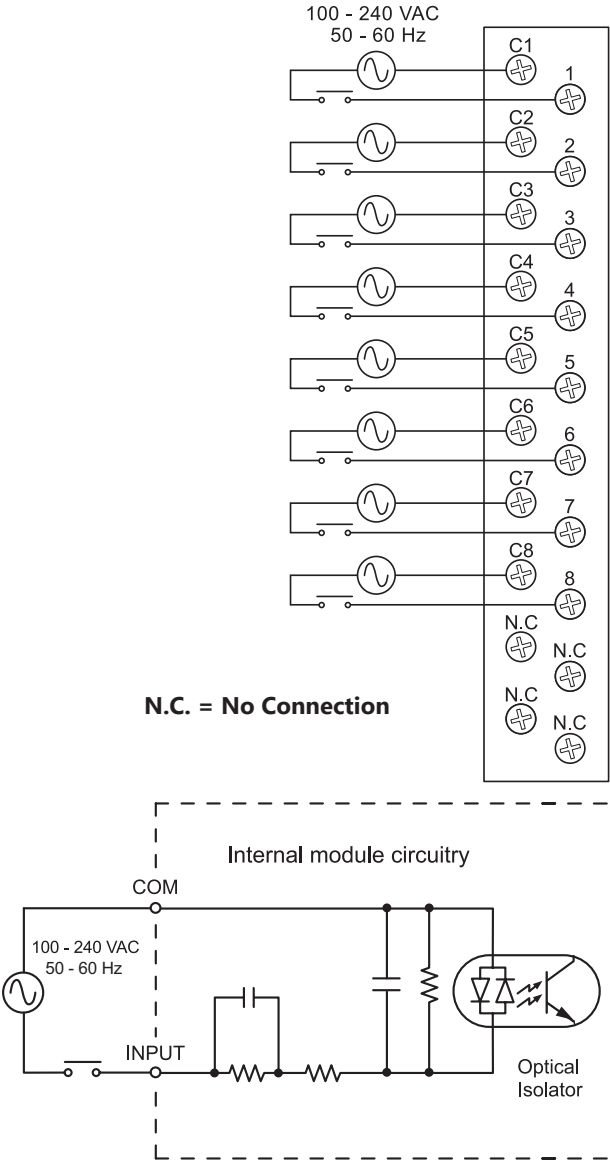 100 - 240 VAC
50 - 60 Hz
C1
1
C2
2
C3
3
C4
4
C5
5
C6
6
C7
7
C8
8
N.C
N.C
N.C
N.C
N.C. = No Connection
Internal module circuitry
COM
100 - 240 VAC
50 - 60 Hz
INPUT
Optical
Isolator